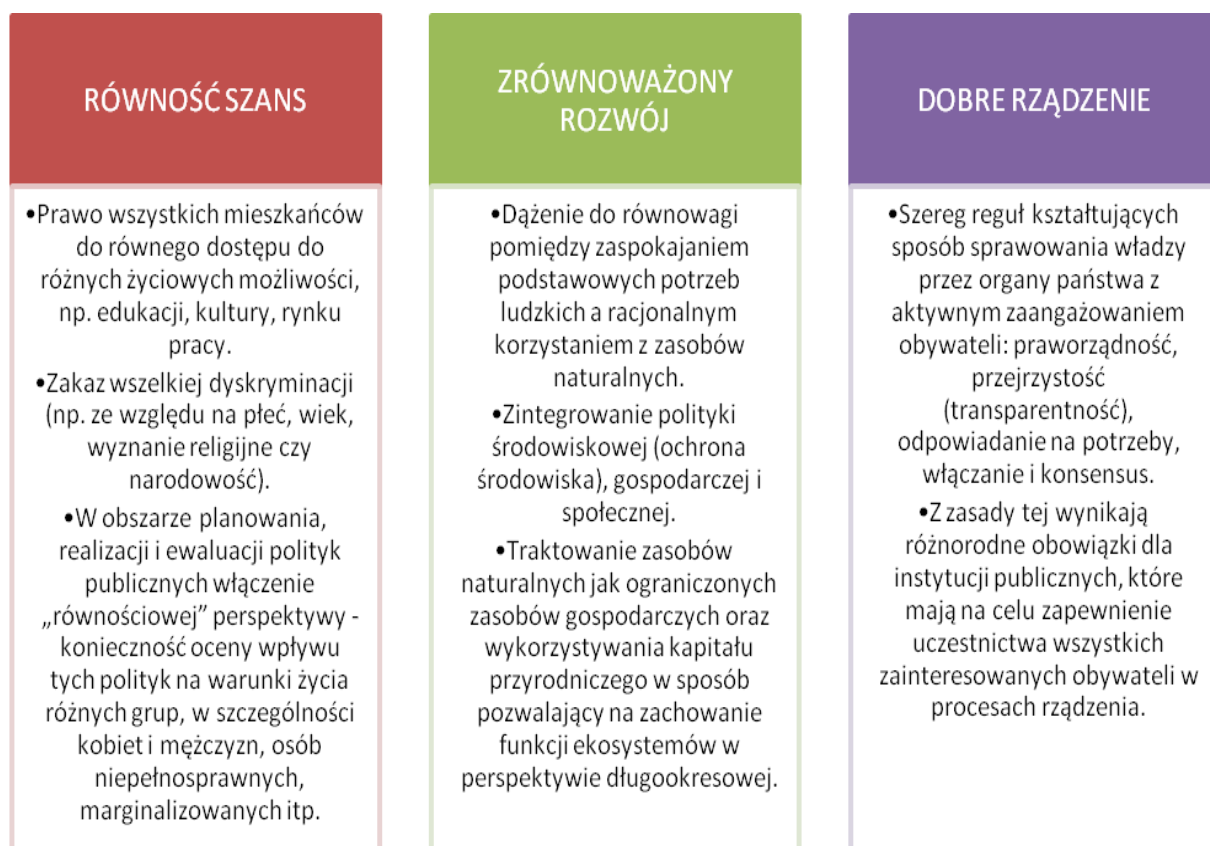 RÓWNOŚĆ SZANS
•Prawo wszystkich mieszkańców
do równego dostępu do
różnych życiowych możliwości,
np. edukacji, kultury, rynku
pracy.
•Zakaz wszelkiej dyskryminacji
(np. ze względu na płeć, wiek,
wyznanie religijne czy
narodowość).
•W obszarze planowania,
realizacji i ewaluacji polityk
publicznych włączenie
„równościowej” perspektywy -
konieczność oceny wpływu
tych polityk na warunki życia
różnych grup, w szczególności
kobiet i mężczyzn, osób
niepełnosprawnych,
marginalizowanych itp.
ZRÓWNOWAŻONY
ROZWÓJ
•Dążenie do równowagi
pomiędzy zaspokajaniem
podstawowych potrzeb
ludzkich a racjonalnym
korzystaniem z zasobów
naturalnych.
•Zintegrowanie polityki
środowiskowej (ochrona
środowiska), gospodarczej i
społecznej.
•Traktowanie zasobów
naturalnych jak ograniczonych
zasobów gospodarczych oraz
wykorzystywania kapitału
przyrodniczego w sposób
pozwalający na zachowanie
funkcji ekosystemów w
perspektywie długookresowej.
DOBRE RZĄDZENIE
•Szereg reguł kształtujących
sposób sprawowania władzy
przez organy państwa z
aktywnym zaangażowaniem
obywateli: praworządność,
przejrzystość
(transparentność),
odpowiadanie na potrzeby,
włączanie i konsensus.
•Z zasady tej wynikają
różnorodne obowiązki dla
instytucji publicznych, które
mają na celu zapewnienie
uczestnictwa wszystkich
zainteresowanych obywateli w
procesach rządzenia.